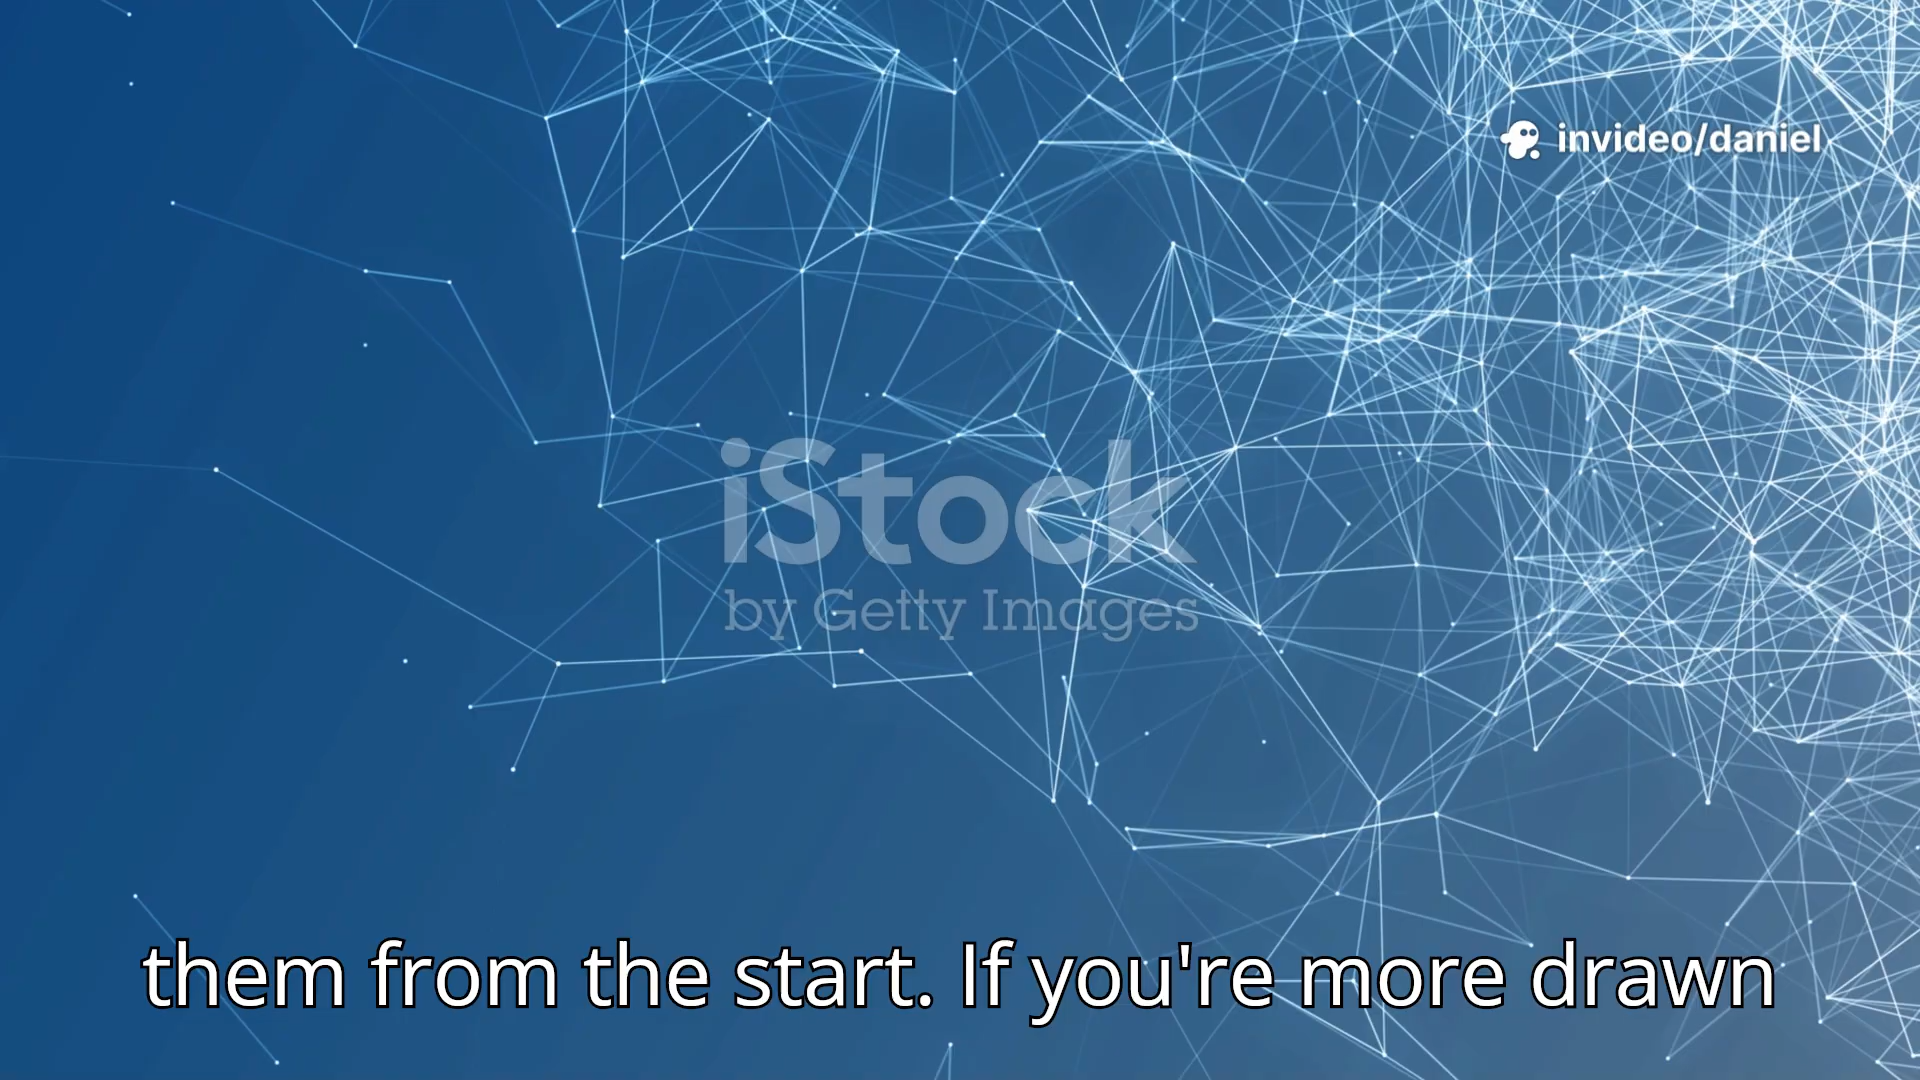 invideo/daniel
iStock
by Getty Images
them from the start. If you're more drawn